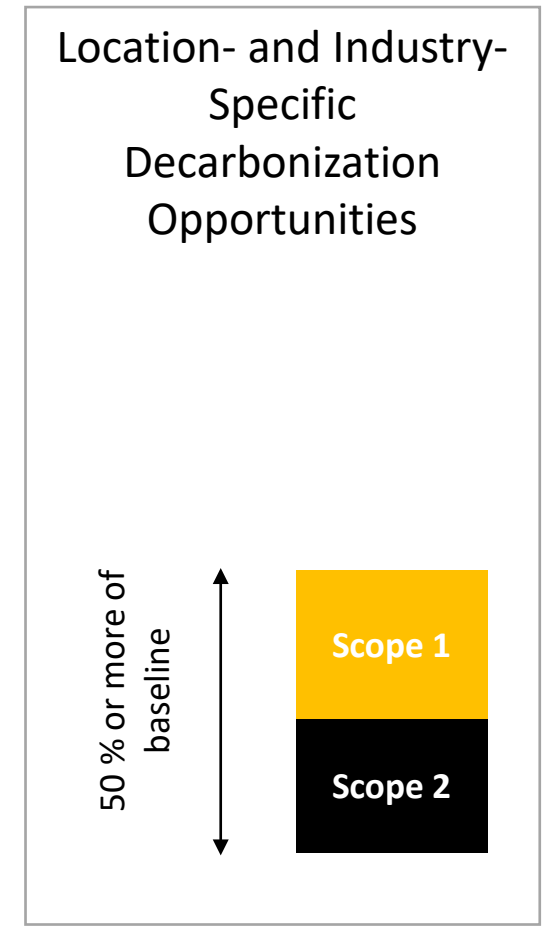 Location- and Industry-
Specific
Decarbonization
Opportunities
50 % or more of
baseline
Scope 1
Scope 2